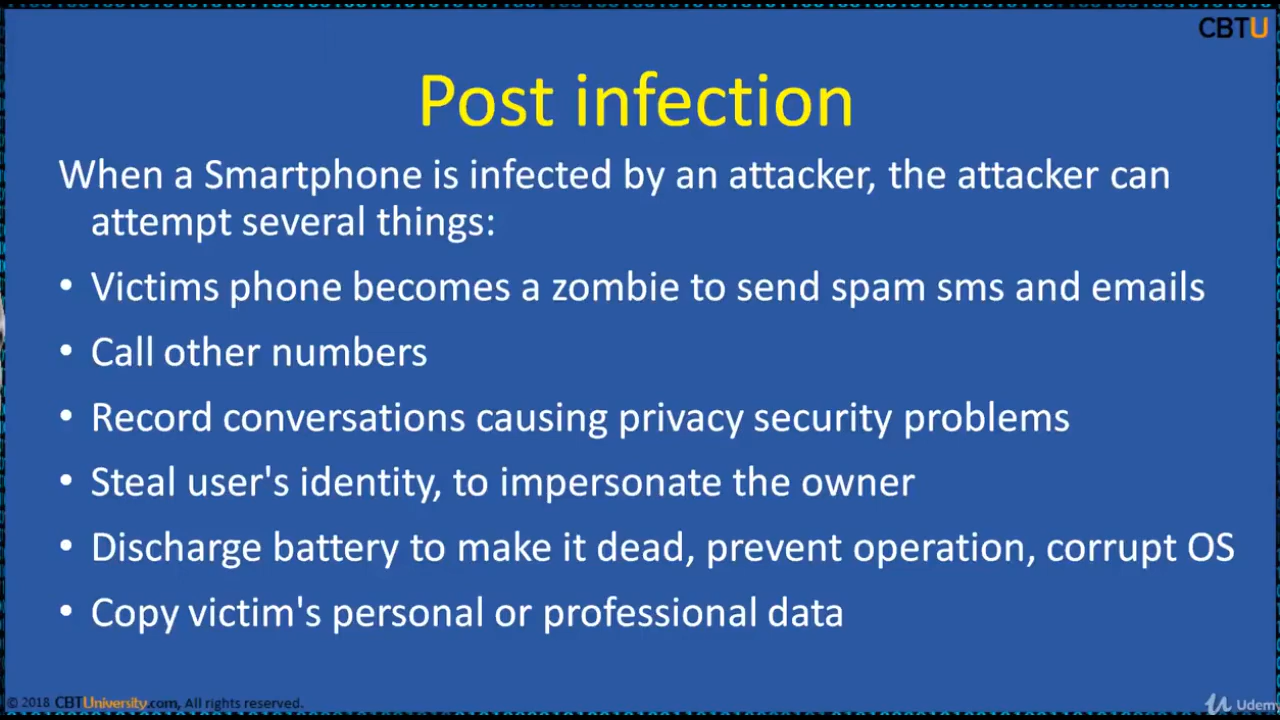 CBTU
Post infection
When a Smartphone is infected by an attacker, the attacker can
attempt several things:
• Victims phone becomes a zombie to send spam sms and emails
• Call other numbers
• Record conversations causing privacy security problems
• Steal user's identity, to impersonate the owner
• Discharge battery to make it dead, prevent operation, corrupt OS
• Copy victim's personal or professional data
© 2018 CBTUniversity.com, All rights reserved.
Udem